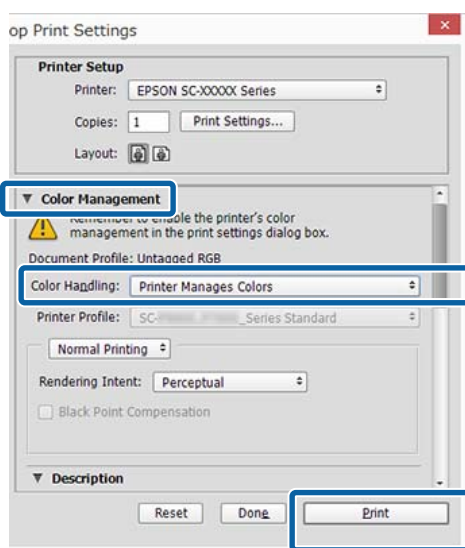 op Print Settings
Printer Setup
Printer: EPSON SC-XXXXX Series
Copies: 1 Print Settings...
Layout:
Color Management
Remember to enable the printer's color
management in the print settings dialog box.
Document Profile: Untagged RGB
Color Handling: Printer Manages Colors
Printer Profile: SC- _Series Standard
Normal Printing
Rendering Intent: Perceptual
Black Point Compensation
Description
Reset Done Print